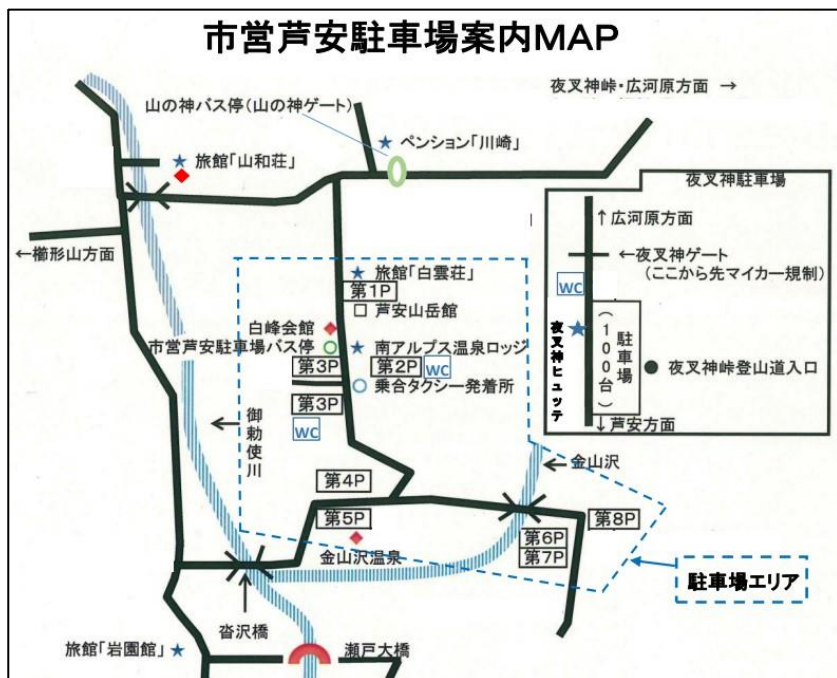 市営芦安駐車場案内MAP
夜叉神峠・広河原方面 →
山の神バス停(山の神ゲート)
ペンション「川崎」
旅館「山和荘」
←櫛形山方面
夜叉神駐車場
↑広河原方面
←夜叉神ゲート
(ここから先マイカー規制)
WC
夜叉神ヒュッテ
駐車場
(100台)
夜叉神峠登山道入口
↓芦安方面
旅館「白雲荘」
第1P
芦安山岳館
白峰会館
市営芦安駐車場バス停
南アルプス温泉ロッジ
第3P
第2P
WC
乗合タクシー発着所
第3P
WC
御勅使川
金山沢
第4P
第5P
第8P
第6P
第7P
金山沢温泉
駐車場エリア
沓沢橋
旅館「岩園館」
瀬戸大橋